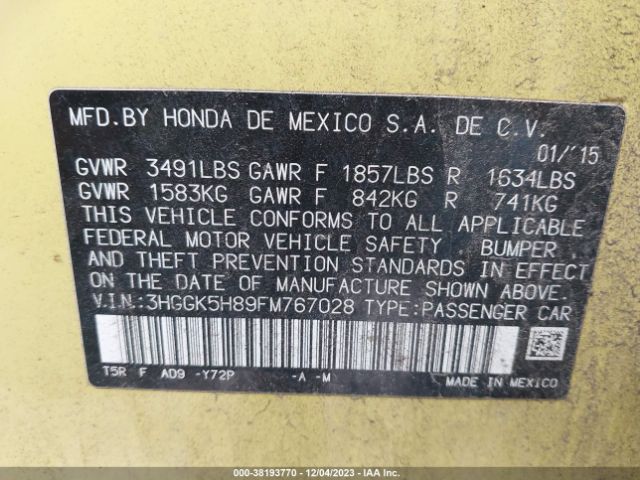 MFD.BY HONDA DE MEXICO S.A. DE C.V.
01/'15
GVWR 3491LBS GAWR F 1857LBS R 1634LBS
GVWR 1583KG GAWR F 842KG R 741KG
THIS VEHICLE CONFORMS TO ALL APPLICABLE
FEDERAL MOTOR VEHICLE SAFETY BUMPER
AND THEFT PREVENTION STANDARDS IN EFFECT
ON THE DATE OF MANUFACTURE SHOWN ABOVE.
V.I.N.:3HGGK5H89FM767028 TYPE:PASSENGER CAR
T5R F AD9 -Y72P -A -M MADE IN MEXICO
000-38193770 - 12/04/2023 - IAA Inc.